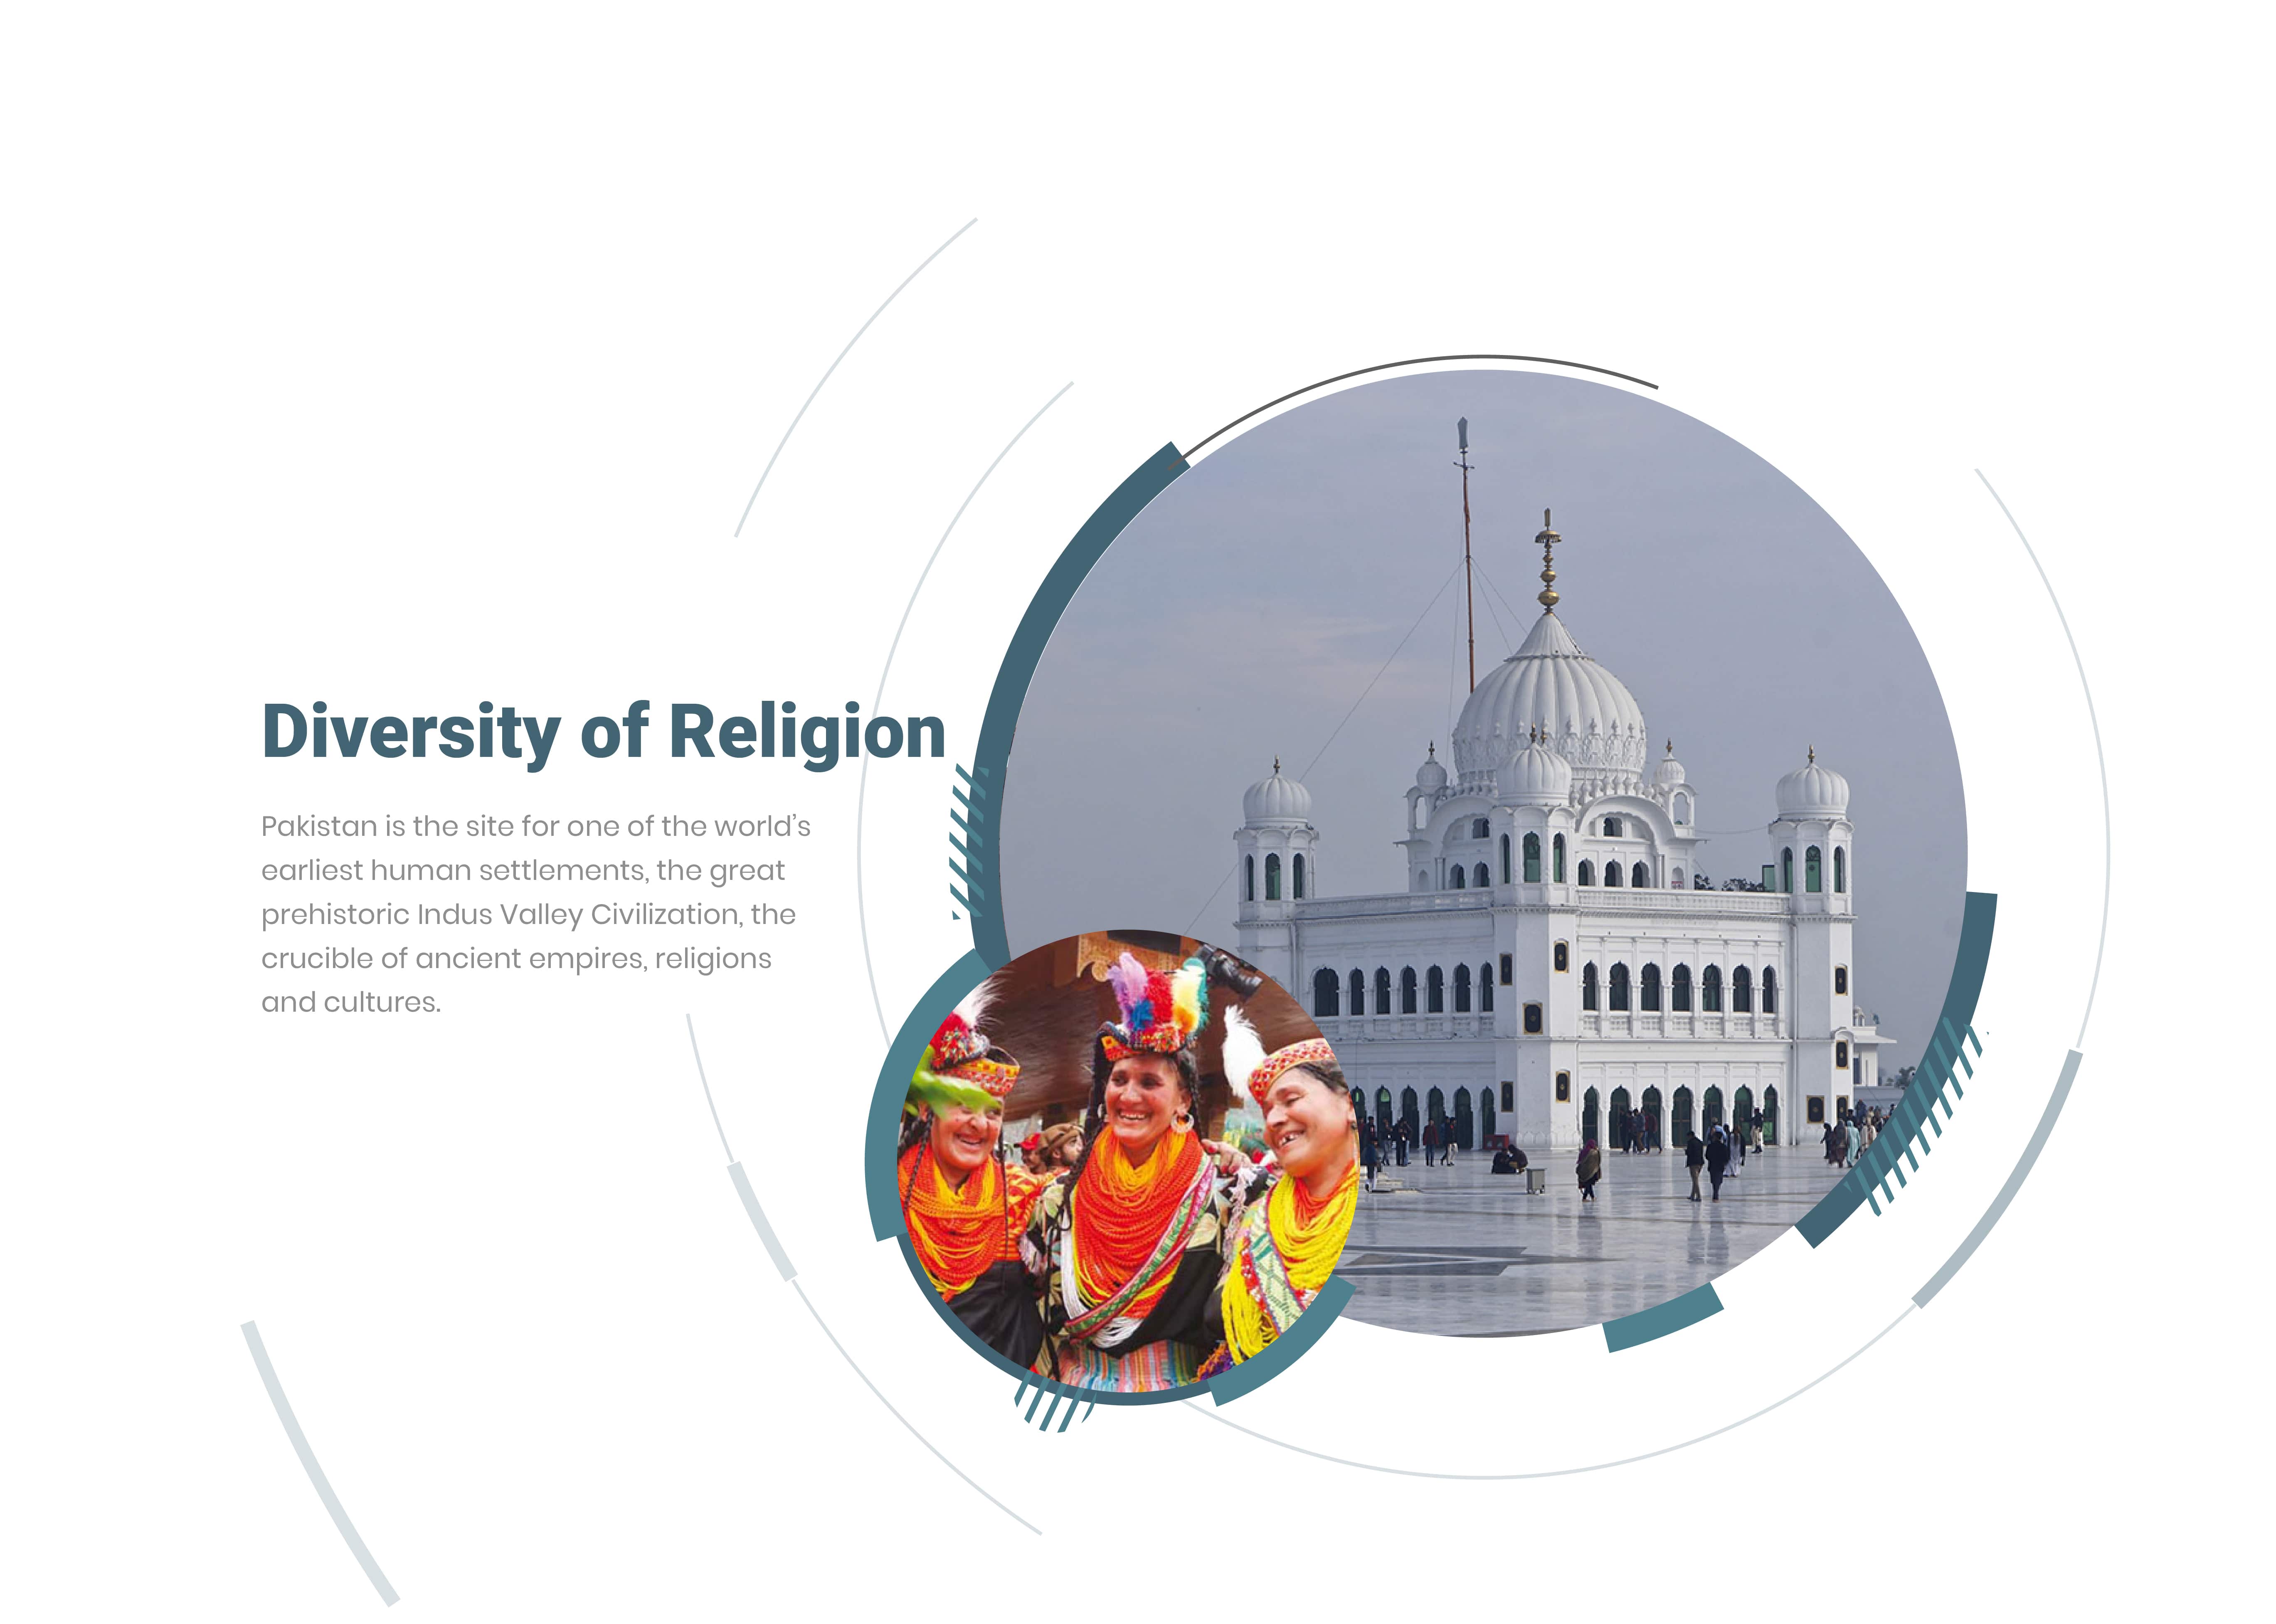 Diversity of Religion
Pakistan is the site for one of the world's
earliest human settlements, the great
prehistoric Indus Valley Civilization, the
crucible of ancient empires, religions
and cultures.